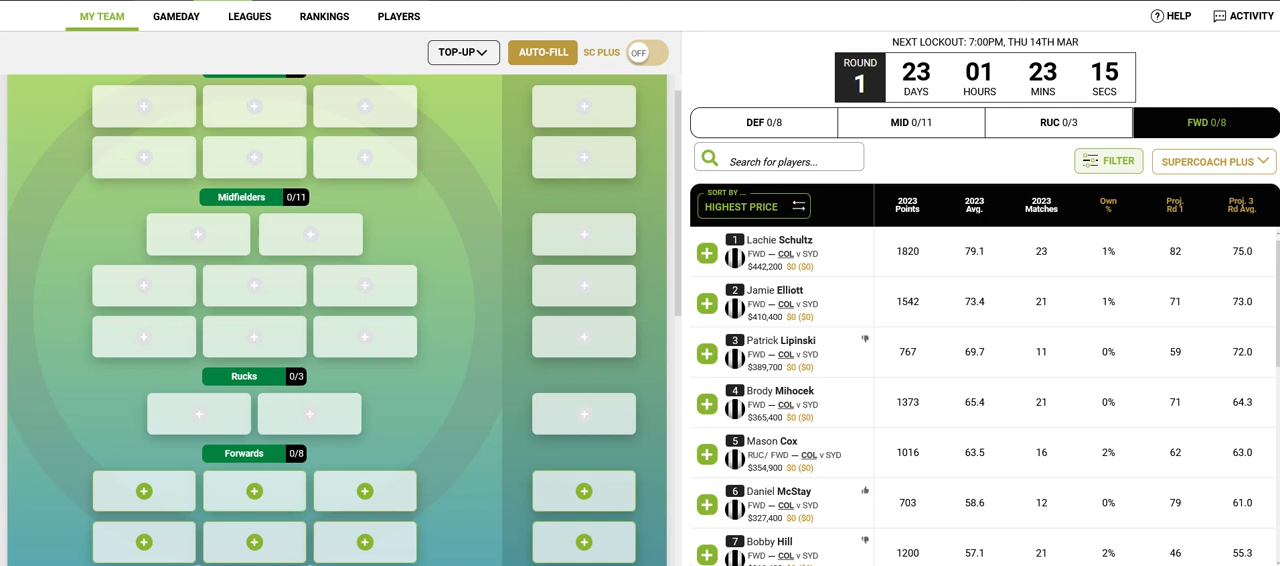 MY TEAM GAMEDAY LEAGUES RANKINGS PLAYERS HELP ACTIVITY
TOP-UP AUTO-FILL SC PLUS OFF
Midfielders 0/11
Rucks 0/3
Forwards 0/8
NEXT LOCKOUT: 7:00PM, THU 14TH MAR
ROUND 1
23 DAYS
01 HOURS
23 MINS
15 SECS
DEF 0/8 MID 0/11 RUC 0/3 FWD 0/8
Search for players... FILTER SUPERCOACH PLUS
SORT BY ...
HIGHEST PRICE
2023 Points
2023 Avg.
2023 Matches
Own %
Proj. Rd 1
Proj. 3 Rd Avg.
1 Lachie Schultz
FWD — COL v SYD
$442,200 $0 ($0)
1820 79.1 23 1% 82 75.0
2 Jamie Elliott
FWD — COL v SYD
$410,400 $0 ($0)
1542 73.4 21 1% 71 73.0
3 Patrick Lipinski
FWD — COL v SYD
$389,700 $0 ($0)
767 69.7 11 0% 59 72.0
4 Brody Mihocek
FWD — COL v SYD
$365,400 $0 ($0)
1373 65.4 21 0% 71 64.3
5 Mason Cox
RUC/ FWD — COL v SYD
$354,900 $0 ($0)
1016 63.5 16 2% 62 63.0
6 Daniel McStay
FWD — COL v SYD
$327,400 $0 ($0)
703 58.6 12 0% 79 61.0
7 Bobby Hill
FWD — COL v SYD
1200 57.1 21 2% 46 55.3